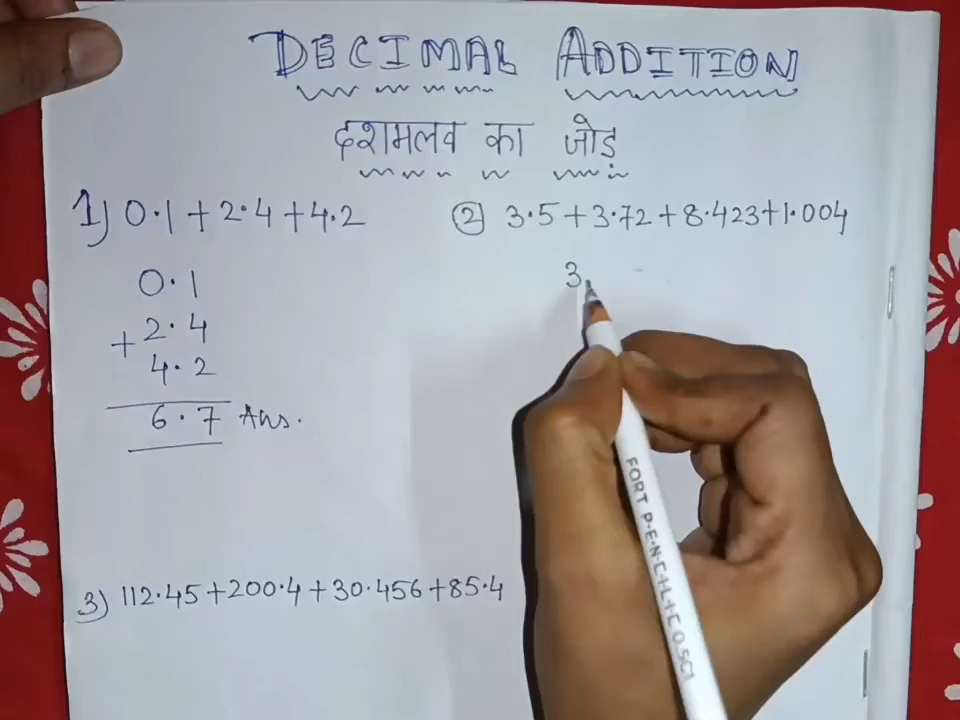 DECIMAL ADDITION
दशमलव का जोड़
1) 0.1+2.4+4.2
2) 3.5+3.72+8.423+1.004
0.1
+ 2.4
4.2
6.7 Ans.
3
FORT P.E.N.C.I.L
3) 112.45+200.4+30.456+85.4